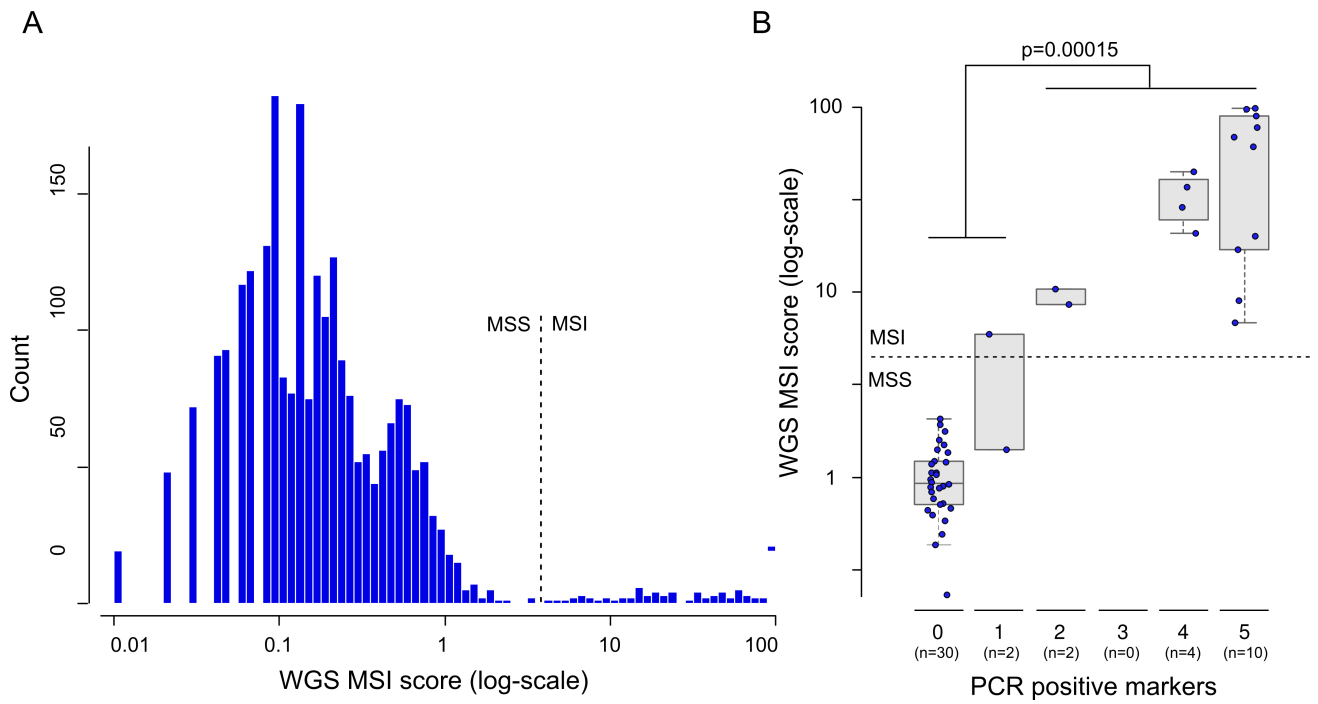 A
Count
150
100
50
0
MSS
MSI
0.01
0.1
1
10
100
WGS MSI score (log-scale)
B
p=0.00015
WGS MSI score (log-scale)
100
10
1
MSI
MSS
0
1
2
3
4
5
(n=30)
(n=2)
(n=2)
(n=0)
(n=4)
(n=10)
PCR positive markers